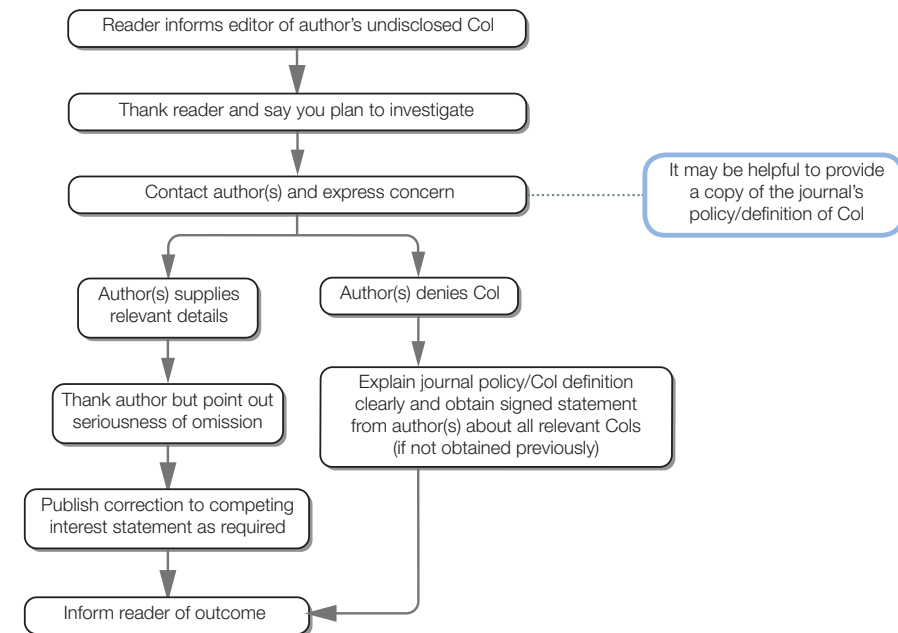 Reader informs editor of author's undisclosed CoI
Thank reader and say you plan to investigate
Contact author(s) and express concern
It may be helpful to provide
a copy of the journal's
policy/definition of CoI
Author(s) supplies
relevant details
Author(s) denies CoI
Thank author but point out
seriousness of omission
Explain journal policy/CoI definition
clearly and obtain signed statement
from author(s) about all relevant CoIs
(if not obtained previously)
Publish correction to competing
interest statement as required
Inform reader of outcome